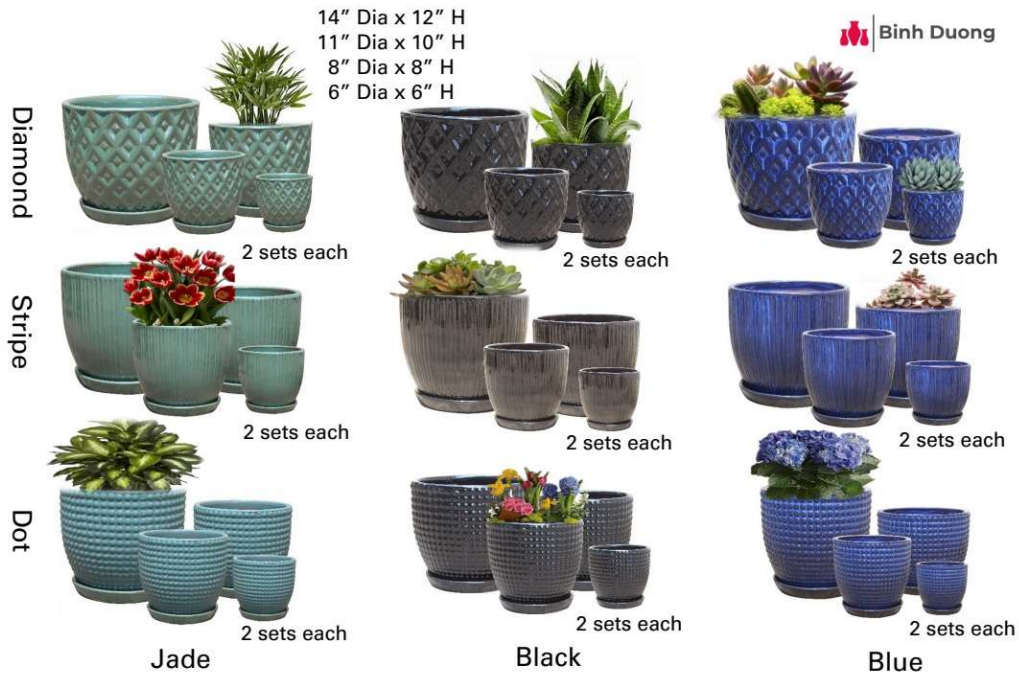 14” Dia x 12” H
11” Dia x 10” H
8” Dia x 8” H
6” Dia x 6” H
Binh Duong
Diamond
2 sets each
2 sets each
2 sets each
Stripe
2 sets each
2 sets each
2 sets each
Dot
2 sets each
2 sets each
2 sets each
Jade
Black
Blue